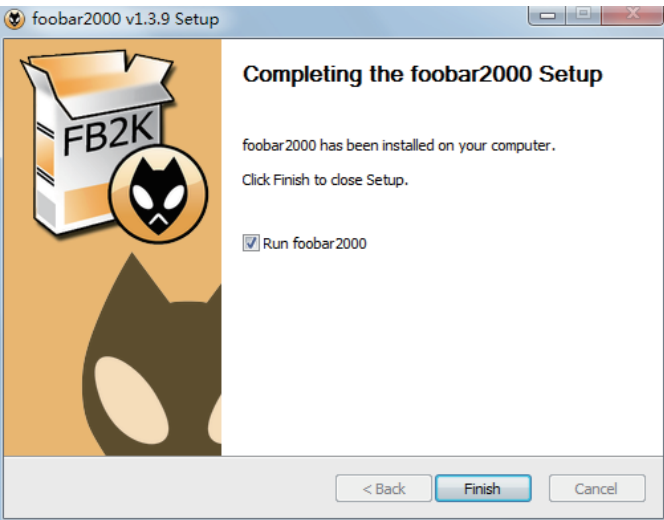 foobar2000 v1.3.9 Setup
FB2K
Completing the foobar2000 Setup
foobar2000 has been installed on your computer.
Click Finish to close Setup.
Run foobar2000
< Back
Finish
Cancel